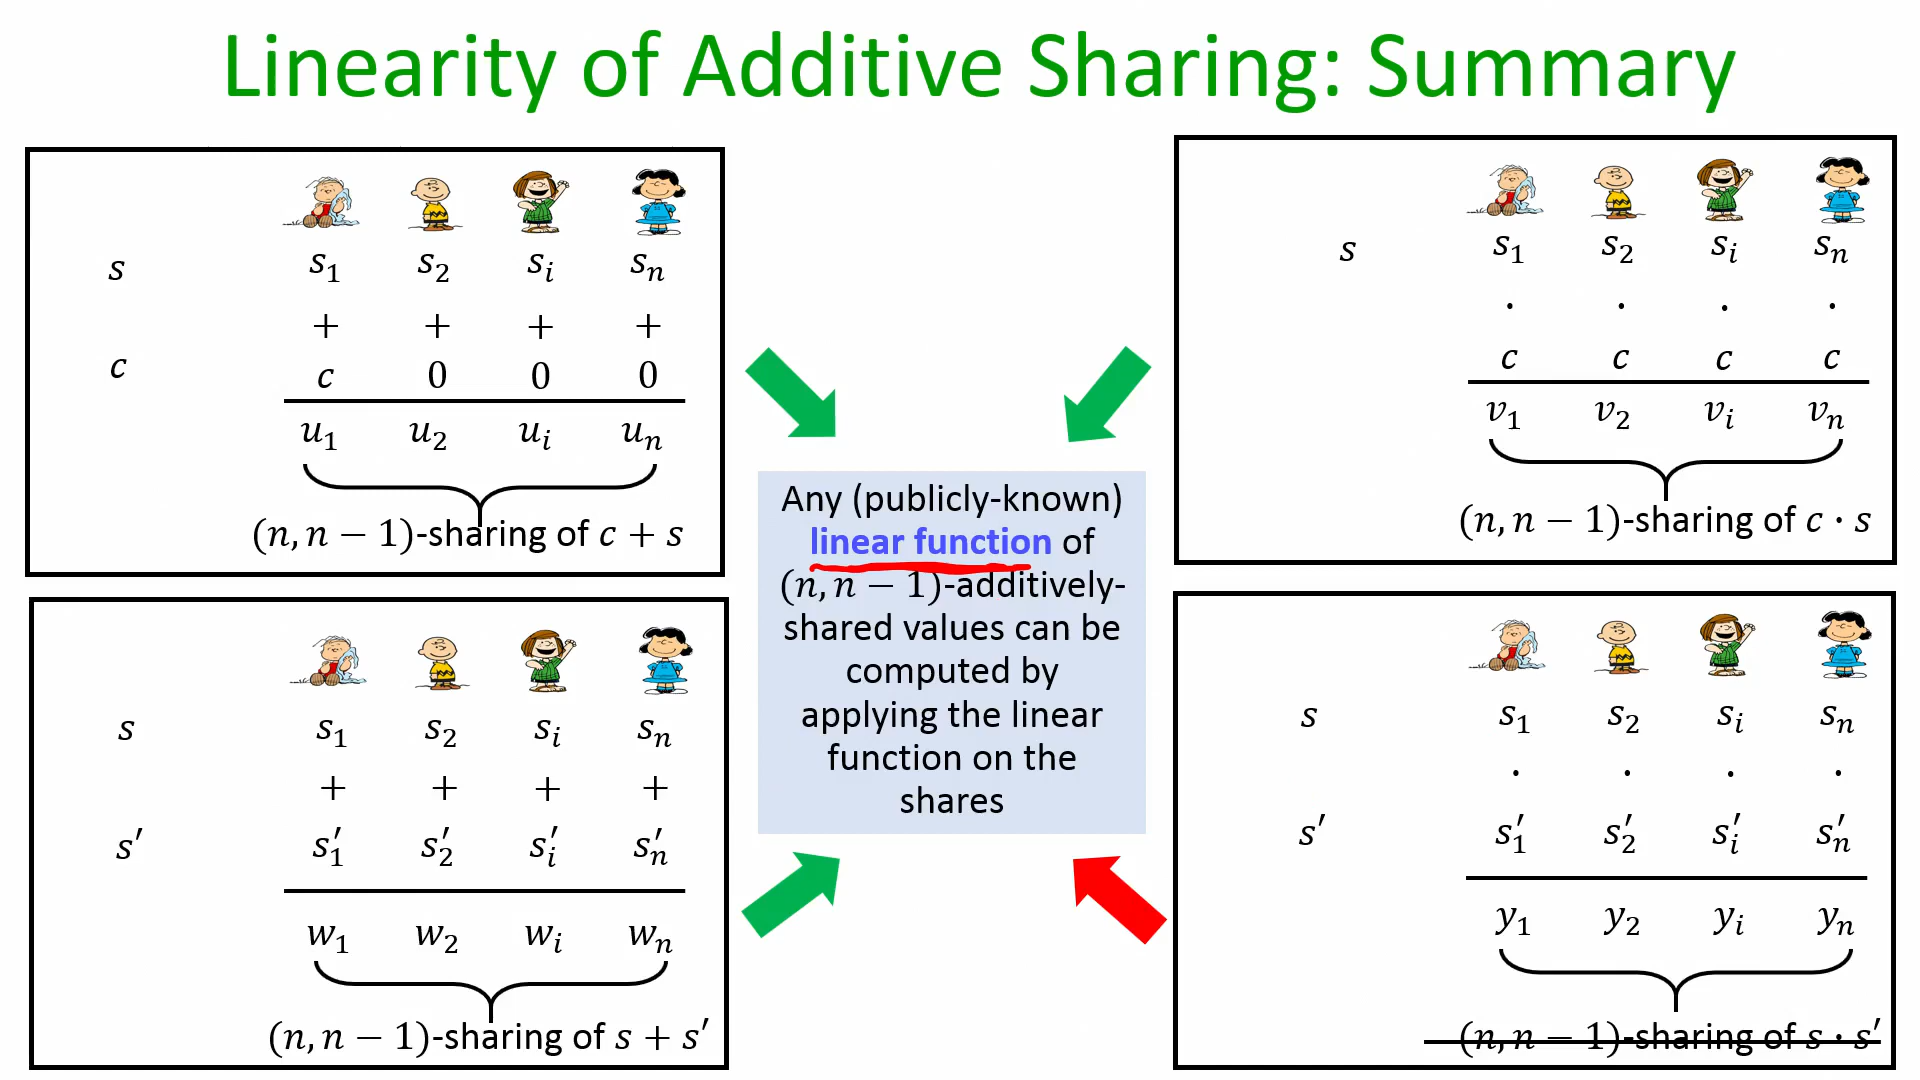 Linearity of Additive Sharing: Summary
s s₁ s₂ sᵢ sₙ
+ + + +
c c 0 0 0
u₁ u₂ uᵢ uₙ
(n, n − 1)-sharing of c + s
s s₁ s₂ sᵢ sₙ
· · · ·
c c c c
v₁ v₂ vᵢ vₙ
(n, n − 1)-sharing of c · s
Any (publicly-known)
linear function of
(n, n − 1)-additively-
shared values can be
computed by
applying the linear
function on the
shares
s s₁ s₂ sᵢ sₙ
+ + + +
s′ s′₁ s′₂ s′ᵢ s′ₙ
w₁ w₂ wᵢ wₙ
(n, n − 1)-sharing of s + s′
s s₁ s₂ sᵢ sₙ
· · · ·
s′ s′₁ s′₂ s′ᵢ s′ₙ
y₁ y₂ yᵢ yₙ
(n, n − 1)-sharing of s · s′